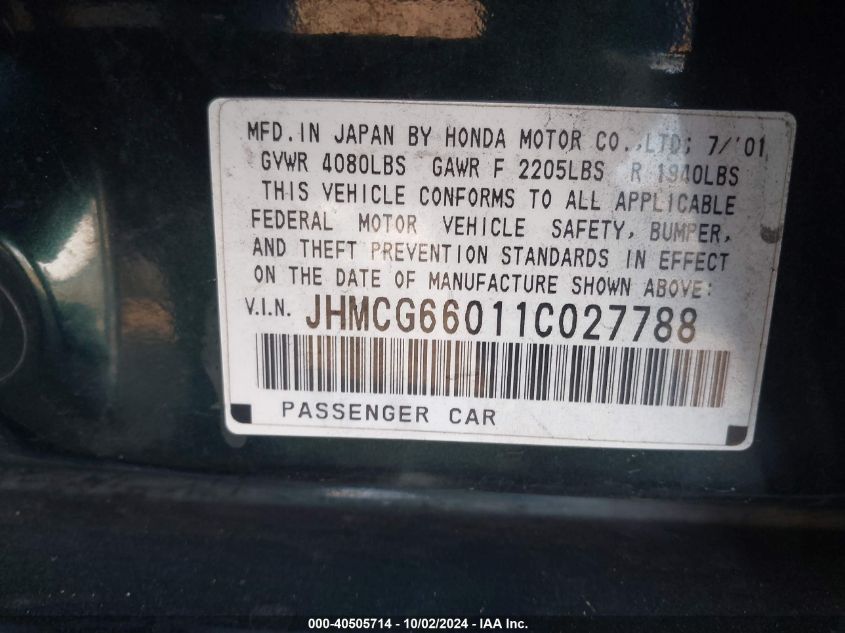 MFD. IN JAPAN BY HONDA MOTOR CO.,LTD; 7/'01
GVWR 4080LBS GAWR F 2205LBS R 1940LBS
THIS VEHICLE CONFORMS TO ALL APPLICABLE
FEDERAL MOTOR VEHICLE SAFETY, BUMPER,
AND THEFT PREVENTION STANDARDS IN EFFECT
ON THE DATE OF MANUFACTURE SHOWN ABOVE:
V.I.N. JHMCG66011C027788
PASSENGER CAR
000-40505714 - 10/02/2024 - IAA Inc.